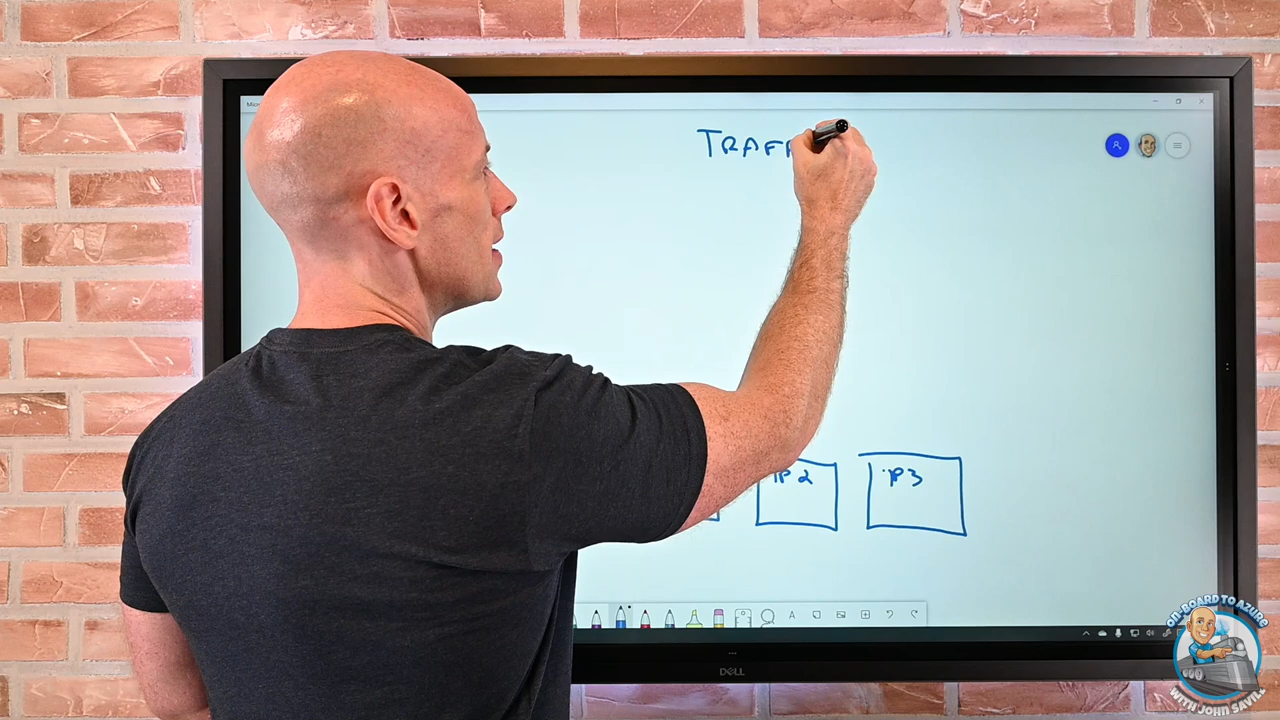 TRAFF
IP2
IP3
DELL
ON-BOARD TO AZURE
WITH JOHN SAVILL